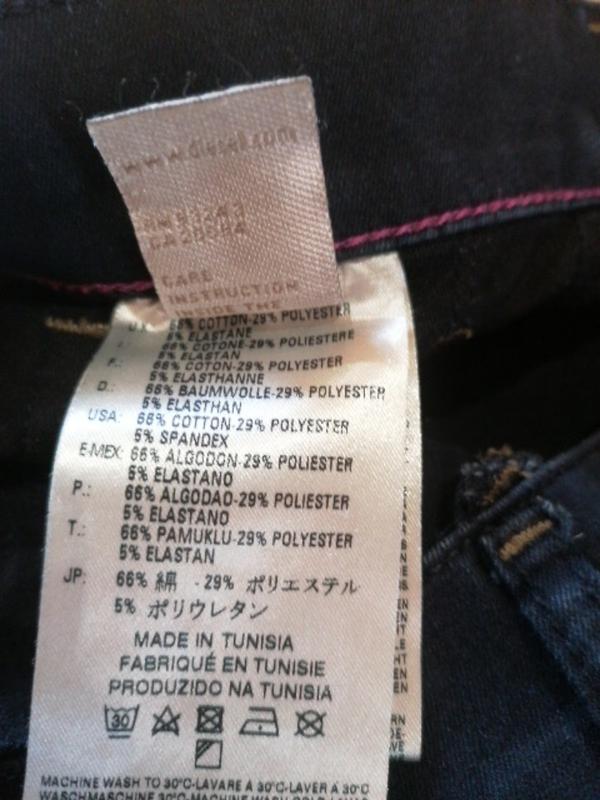 www.diesel.com
CARE
INSTRUCTION
THE
66% COTTON-29% POLYESTER
5% ELASTANE
I.: 66% COTONE-29% POLIESTERE
5% ELASTAN
F.: 66% COTON-29% POLYESTER
5% ELASTHANNE
D.: 66% BAUMWOLLE-29% POLYESTER
5% ELASTHAN
USA: 66% COTTON-29% POLYESTER
5% SPANDEX
E-MEX: 66% ALGODON-29% POLIESTER
5% ELASTANO
P.: 66% ALGODAO-29% POLIESTER
5% ELASTANO
T.: 66% PAMUKLU-29% POLYESTER
5% ELASTAN
JP: 66% 綿 -29% ポリエステル
5% ポリウレタン
MADE IN TUNISIA
FABRIQUÉ EN TUNISIE
PRODUZIDO NA TUNISIA
30
MACHINE WASH TO 30°C-LAVARE A 30°C-LAVER À 30°C